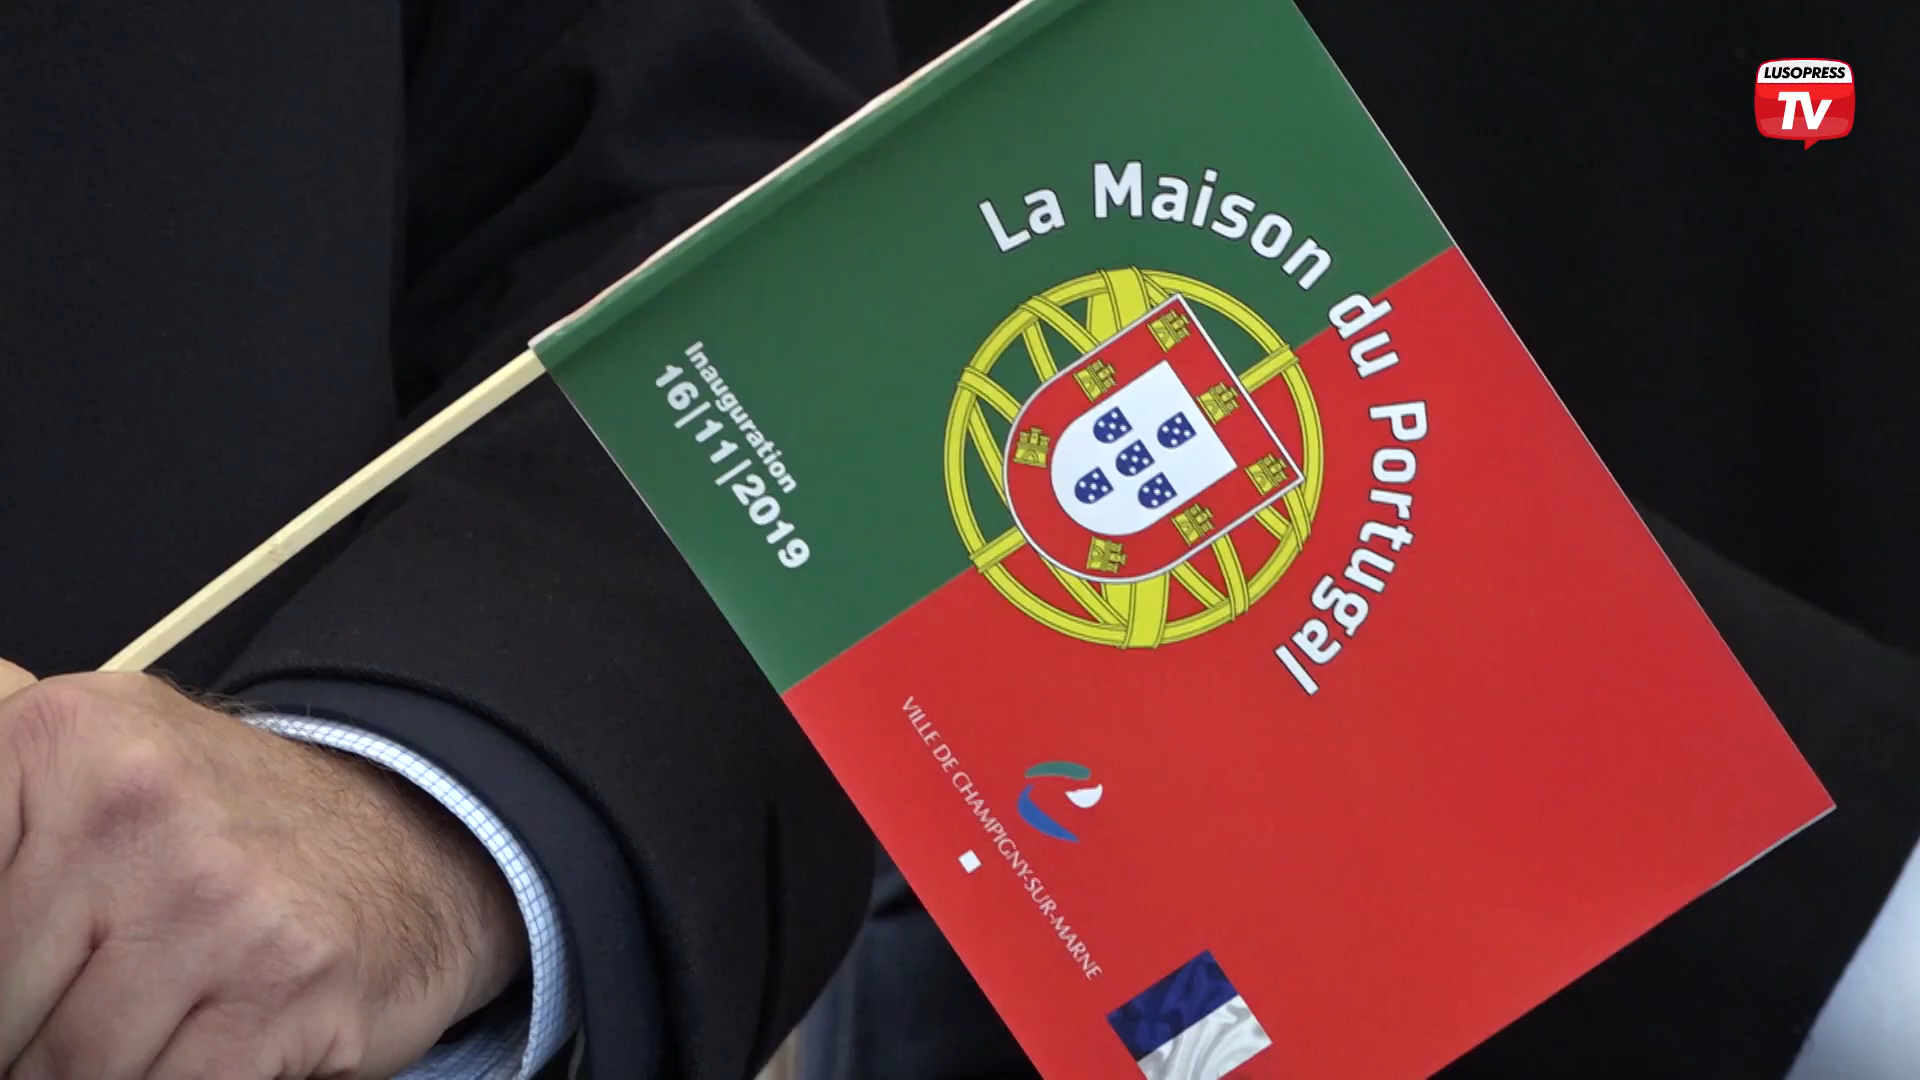 LUSOPRESS
TV
La Maison du Portugal
Inauguration
16|11|2019
VILLE DE CHAMPIGNY-SUR-MARNE